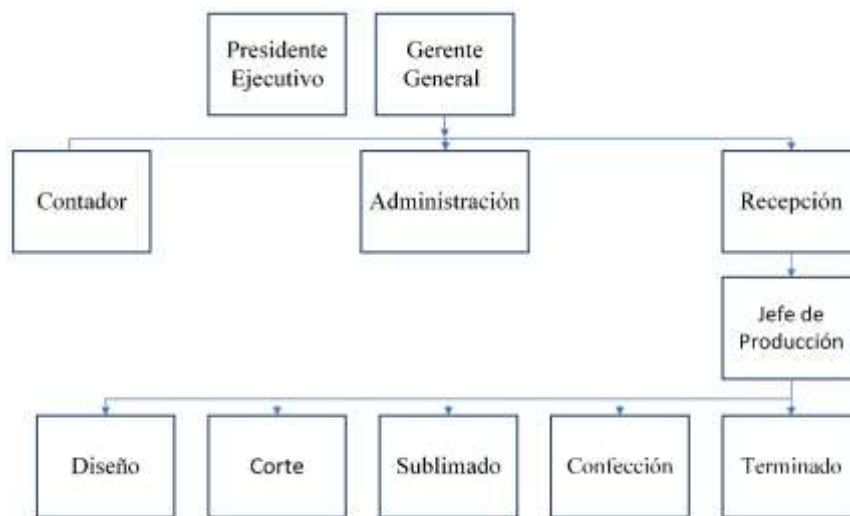 Presidente
Ejecutivo
Gerente
General
Contador
Administración
Recepción
Jefe de
Producción
Diseño
Corte
Sublimado
Confección
Terminado